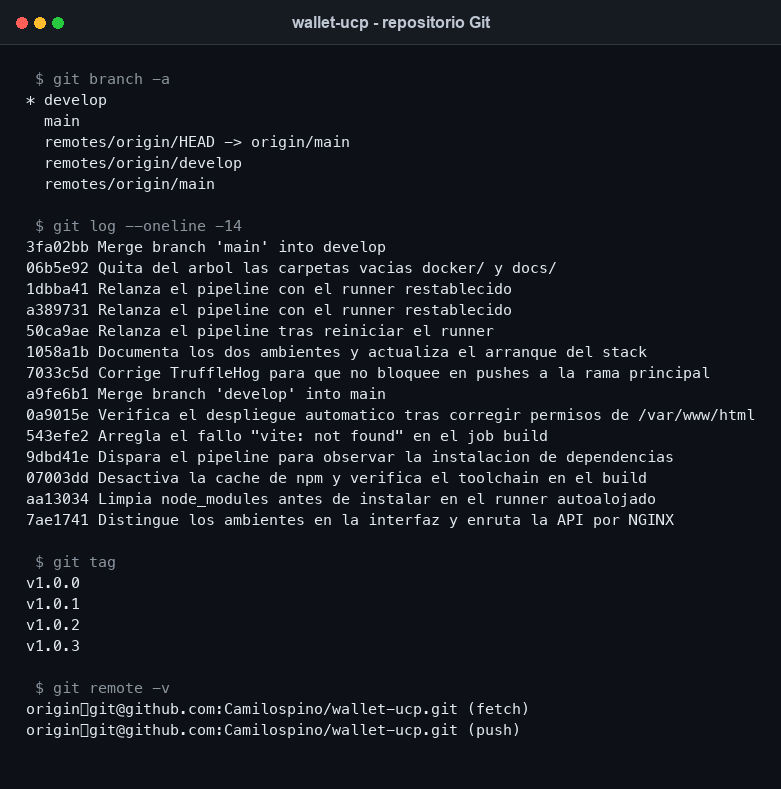 wallet-ucp - repositorio Git
$ git branch -a
* develop
main
remotes/origin/HEAD -> origin/main
remotes/origin/develop
remotes/origin/main
$ git log --oneline -14
3fa02bb Merge branch 'main' into develop
06b5e92 Quita del arbol las carpetas vacias docker/ y docs/
1dbba41 Relanza el pipeline con el runner restablecido
a389731 Relanza el pipeline con el runner restablecido
50ca9ae Relanza el pipeline tras reiniciar el runner
1058a1b Documenta los dos ambientes y actualiza el arranque del stack
7033c5d Corrige TruffleHog para que no bloquee en pushes a la rama principal
a9fe6b1 Merge branch 'develop' into main
0a9015e Verifica el despliegue automatico tras corregir permisos de /var/www/html
543efe2 Arregla el fallo "vite: not found" en el job build
9dbd41e Dispara el pipeline para observar la instalacion de dependencias
07003dd Desactiva la cache de npm y verifica el toolchain en el build
aa13034 Limpia node_modules antes de instalar en el runner autoalojado
7ae1741 Distingue los ambientes en la interfaz y enruta la API por NGINX
$ git tag
v1.0.0
v1.0.1
v1.0.2
v1.0.3
$ git remote -v
origin▯git@github.com:Camilospino/wallet-ucp.git (fetch)
origin▯git@github.com:Camilospino/wallet-ucp.git (push)